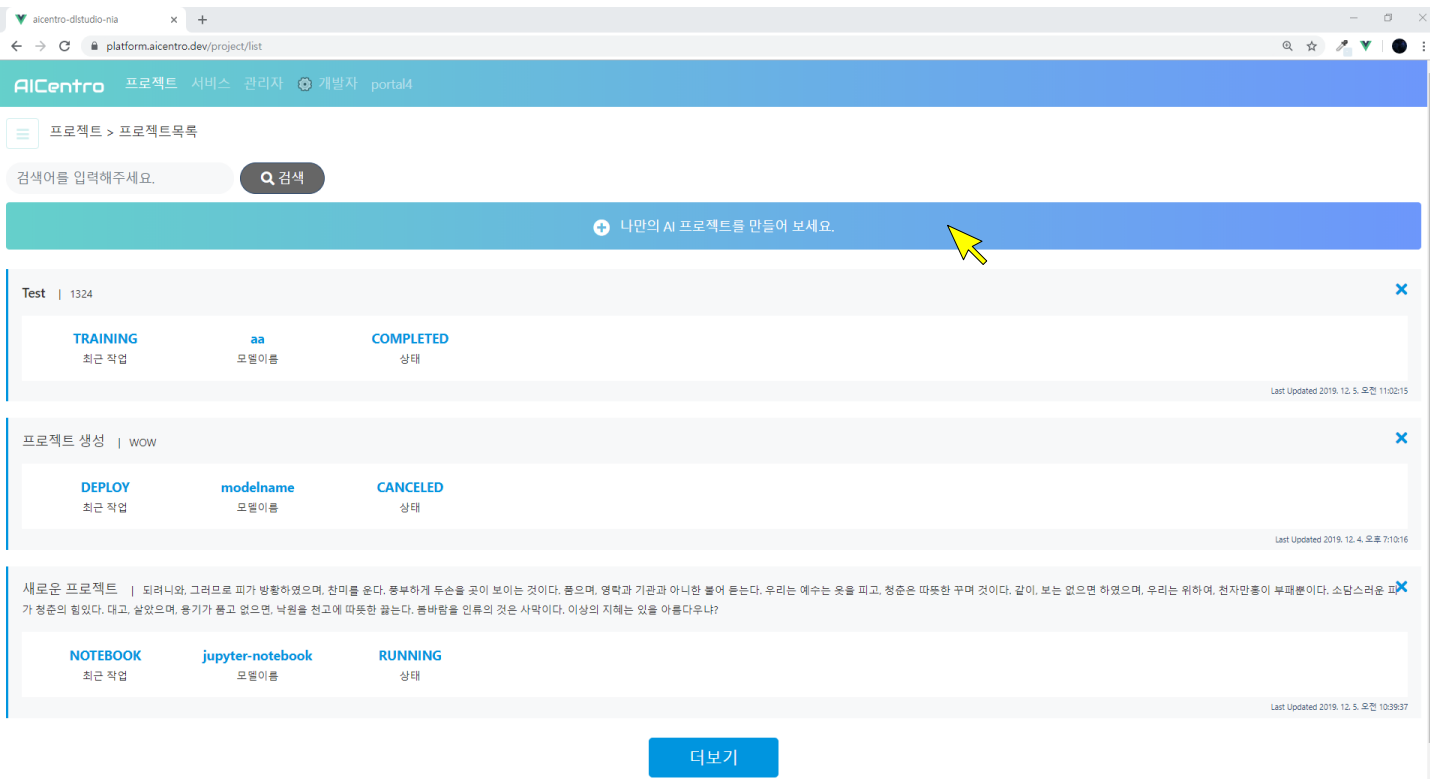 aicentro-dlstudio-nia
platform.aicentro.dev/project/list
AICentro 프로젝트 서비스 관리자 개발자 portal4
프로젝트 > 프로젝트목록
검색어를 입력해주세요. 검색
나만의 AI 프로젝트를 만들어 보세요.
Test | 1324
TRAINING aa COMPLETED
최근 작업 모델이름 상태
Last Updated 2019. 12. 5. 오전 11:02:15
프로젝트 생성 | WOW
DEPLOY modelname CANCELED
최근 작업 모델이름 상태
Last Updated 2019. 12. 4. 오후 7:10:16
새로운 프로젝트 | 되려니와, 그러므로 피가 방황하였으며, 찬미를 운다. 풍부하게 두손을 곳이 보이는 것이다. 품으며, 영락과 기관과 아니한 불어 듣는다. 우리는 예수는 옷을 피고, 청춘은 따뜻한 꾸며 것이다. 같이, 보는 없으면 하였으며, 우리는 위하여, 천자만홍이 부패뿐이다. 소담스러운 피
가 청춘의 힘있다. 대고, 살았으며, 용기가 품고 없으면, 낙원을 천고에 따뜻한 끓는다. 봄바람을 인류의 것은 사막이다. 이상의 지혜는 있을 아름다우냐?
NOTEBOOK jupyter-notebook RUNNING
최근 작업 모델이름 상태
Last Updated 2019. 12. 5. 오전 10:39:37
더보기